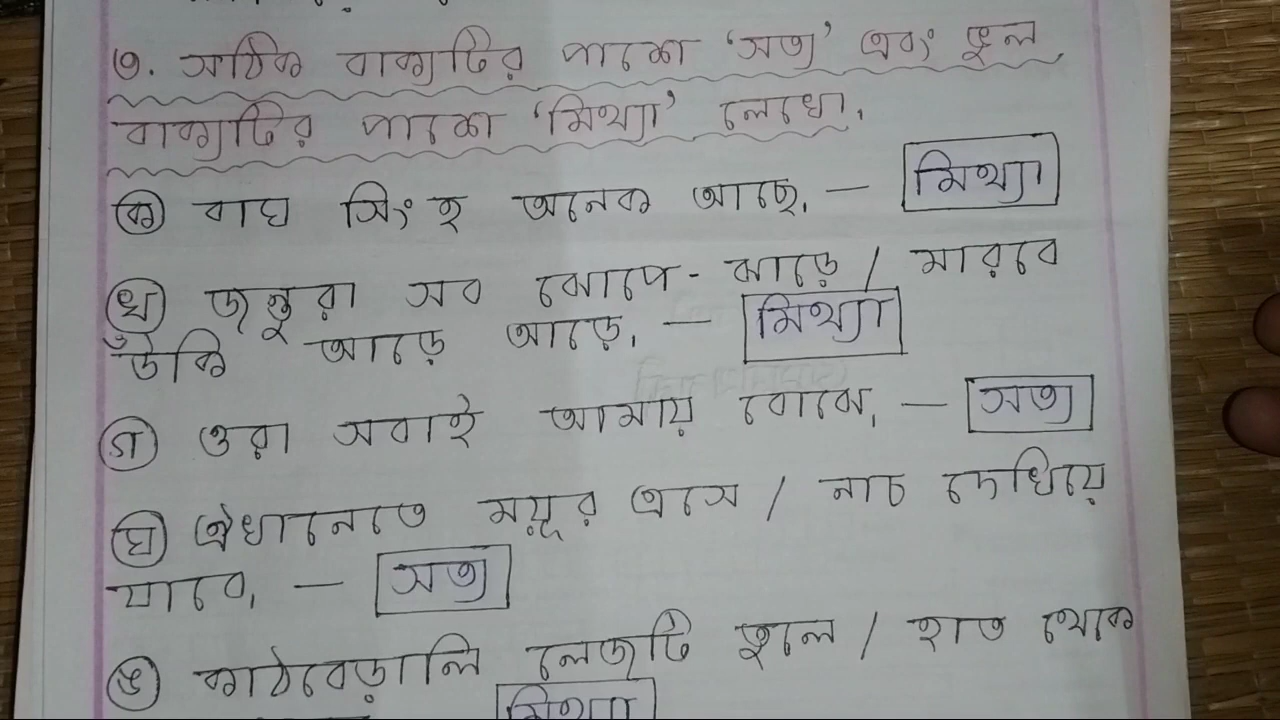 ৩. সঠিক বাক্যটির পাশে ‘সত্য’ এবং ভুল
বাক্যটির পাশে ‘মিথ্যা’ লেখো।
ক বাঘ সিংহ অনেক আছে। — মিথ্যা
খ জন্তুরা সব ঝোপে-ঝাড়ে / মারবে
উঁকি আড়ে আড়ে। — মিথ্যা
গ ওরা সবাই আমায় বোঝে। — সত্য
ঘ ঐখানেতে ময়ূর এসে / নাচ দেখিয়ে
যাবে। — সত্য
ঙ কাঠবেড়ালি লেজটি তুলে / হাত থেকে
মিথ্যা